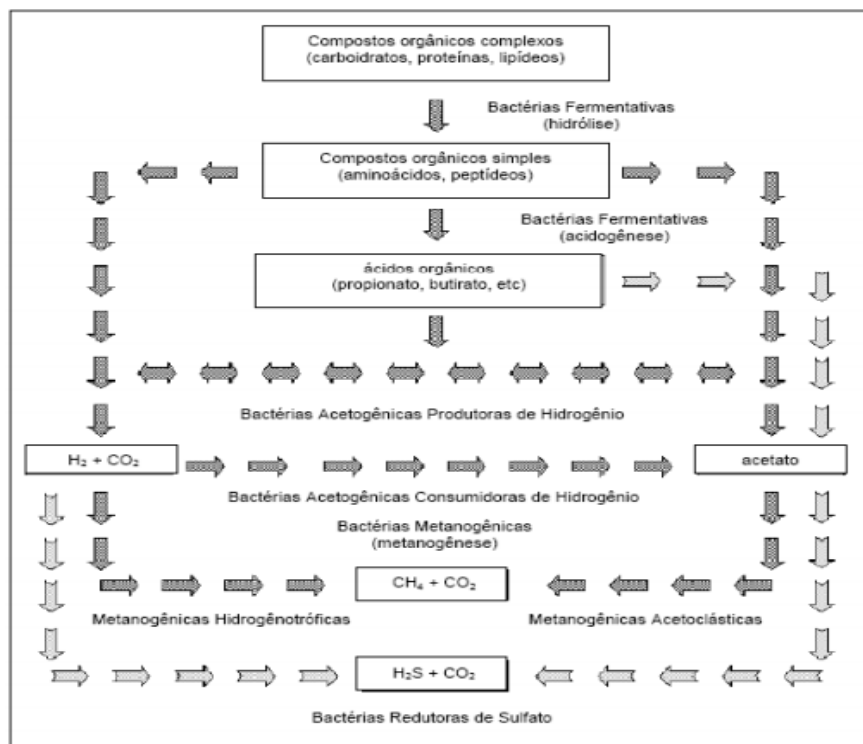 Compostos orgânicos complexos
(carboidratos, proteínas, lipídeos)
Bactérias Fermentativas
(hidrólise)
Compostos orgânicos simples
(aminoácidos, peptídeos)
Bactérias Fermentativas
(acidogênese)
ácidos orgânicos
(propionato, butirato, etc)
Bactérias Acetogênicas Produtoras de Hidrogênio
H₂ + CO₂
acetato
Bactérias Acetogênicas Consumidoras de Hidrogênio
Bactérias Metanogênicas
(metanogênese)
CH₄ + CO₂
Metanogênicas Hidrogênotróficas
Metanogênicas Acetoclásticas
H₂S + CO₂
Bactérias Redutoras de Sulfato